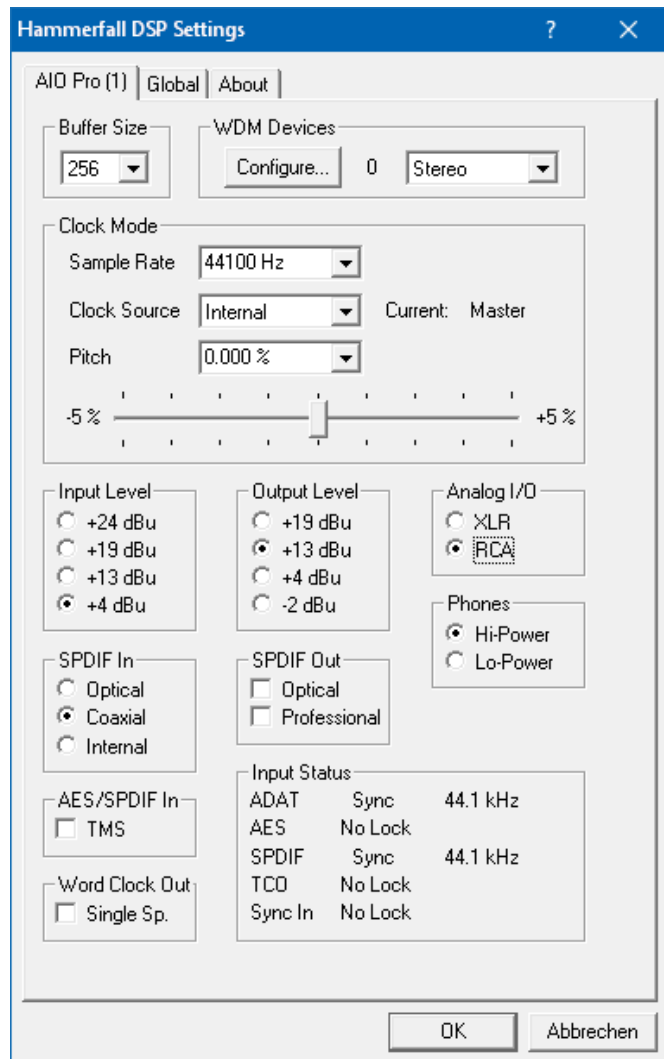 Hammerfall DSP Settings
AIO Pro (1) Global About
Buffer Size
256
WDM Devices
Configure... 0 Stereo
Clock Mode
Sample Rate 44100 Hz
Clock Source Internal Current: Master
Pitch 0.000 %
-5 % +5 %
Input Level
+24 dBu
+19 dBu
+13 dBu
+4 dBu
Output Level
+19 dBu
+13 dBu
+4 dBu
-2 dBu
Analog I/O
XLR
RCA
Phones
Hi-Power
Lo-Power
SPDIF In
Optical
Coaxial
Internal
SPDIF Out
Optical
Professional
AES/SPDIF In
TMS
Word Clock Out
Single Sp.
Input Status
ADAT Sync 44.1 kHz
AES No Lock
SPDIF Sync 44.1 kHz
TCO No Lock
Sync In No Lock
OK Abbrechen